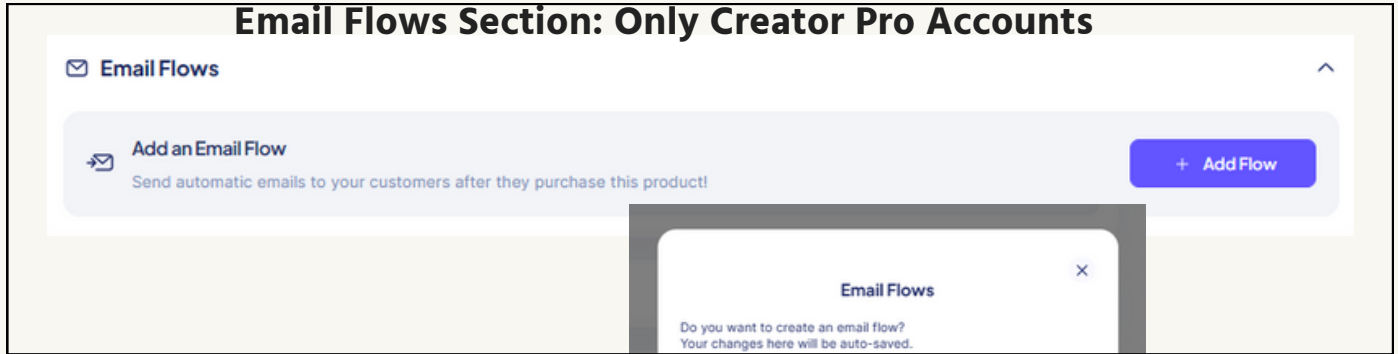 Email Flows Section: Only Creator Pro Accounts
Email Flows
Add an Email Flow
Send automatic emails to your customers after they purchase this product!
+ Add Flow
Email Flows
Do you want to create an email flow?
Your changes here will be auto-saved.